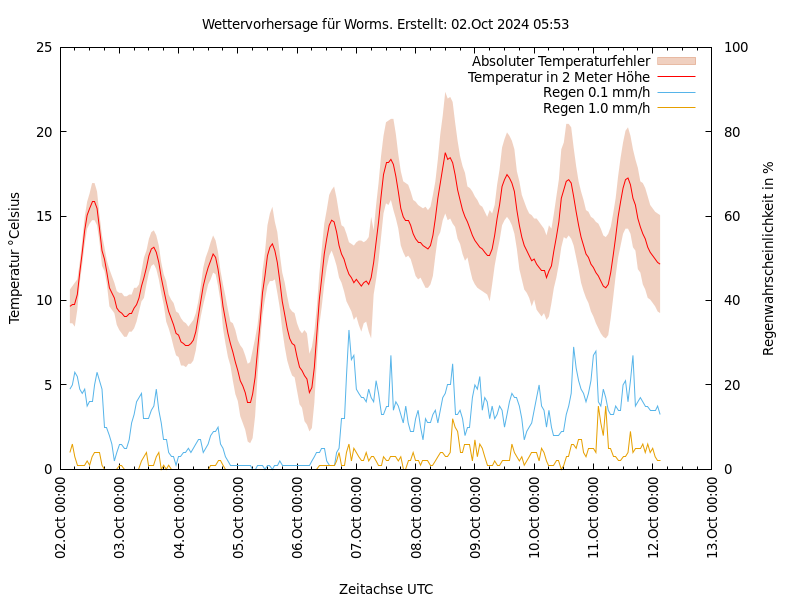 Wettervorhersage für Worms. Erstellt: 02.Oct 2024 05:53
Absoluter Temperaturfehler
Temperatur in 2 Meter Höhe
Regen 0.1 mm/h
Regen 1.0 mm/h
Temperatur °Celsius
25
20
15
10
5
0
100
80
60
40
20
0
Regenwahrscheinlichkeit in %
02.Oct 00:00
03.Oct 00:00
04.Oct 00:00
05.Oct 00:00
06.Oct 00:00
07.Oct 00:00
08.Oct 00:00
09.Oct 00:00
10.Oct 00:00
11.Oct 00:00
12.Oct 00:00
13.Oct 00:00
Zeitachse UTC